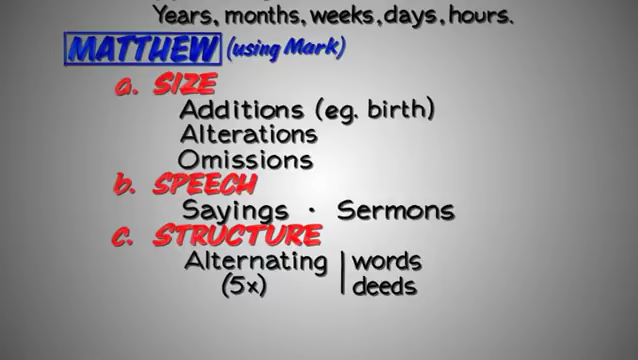 Years, months, weeks, days, hours.
MATTHEW (using Mark)
a. SIZE
Additions (eg. birth)
Alterations
Omissions
b. SPEECH
Sayings · Sermons
c. STRUCTURE
Alternating | words
(5x) | deeds